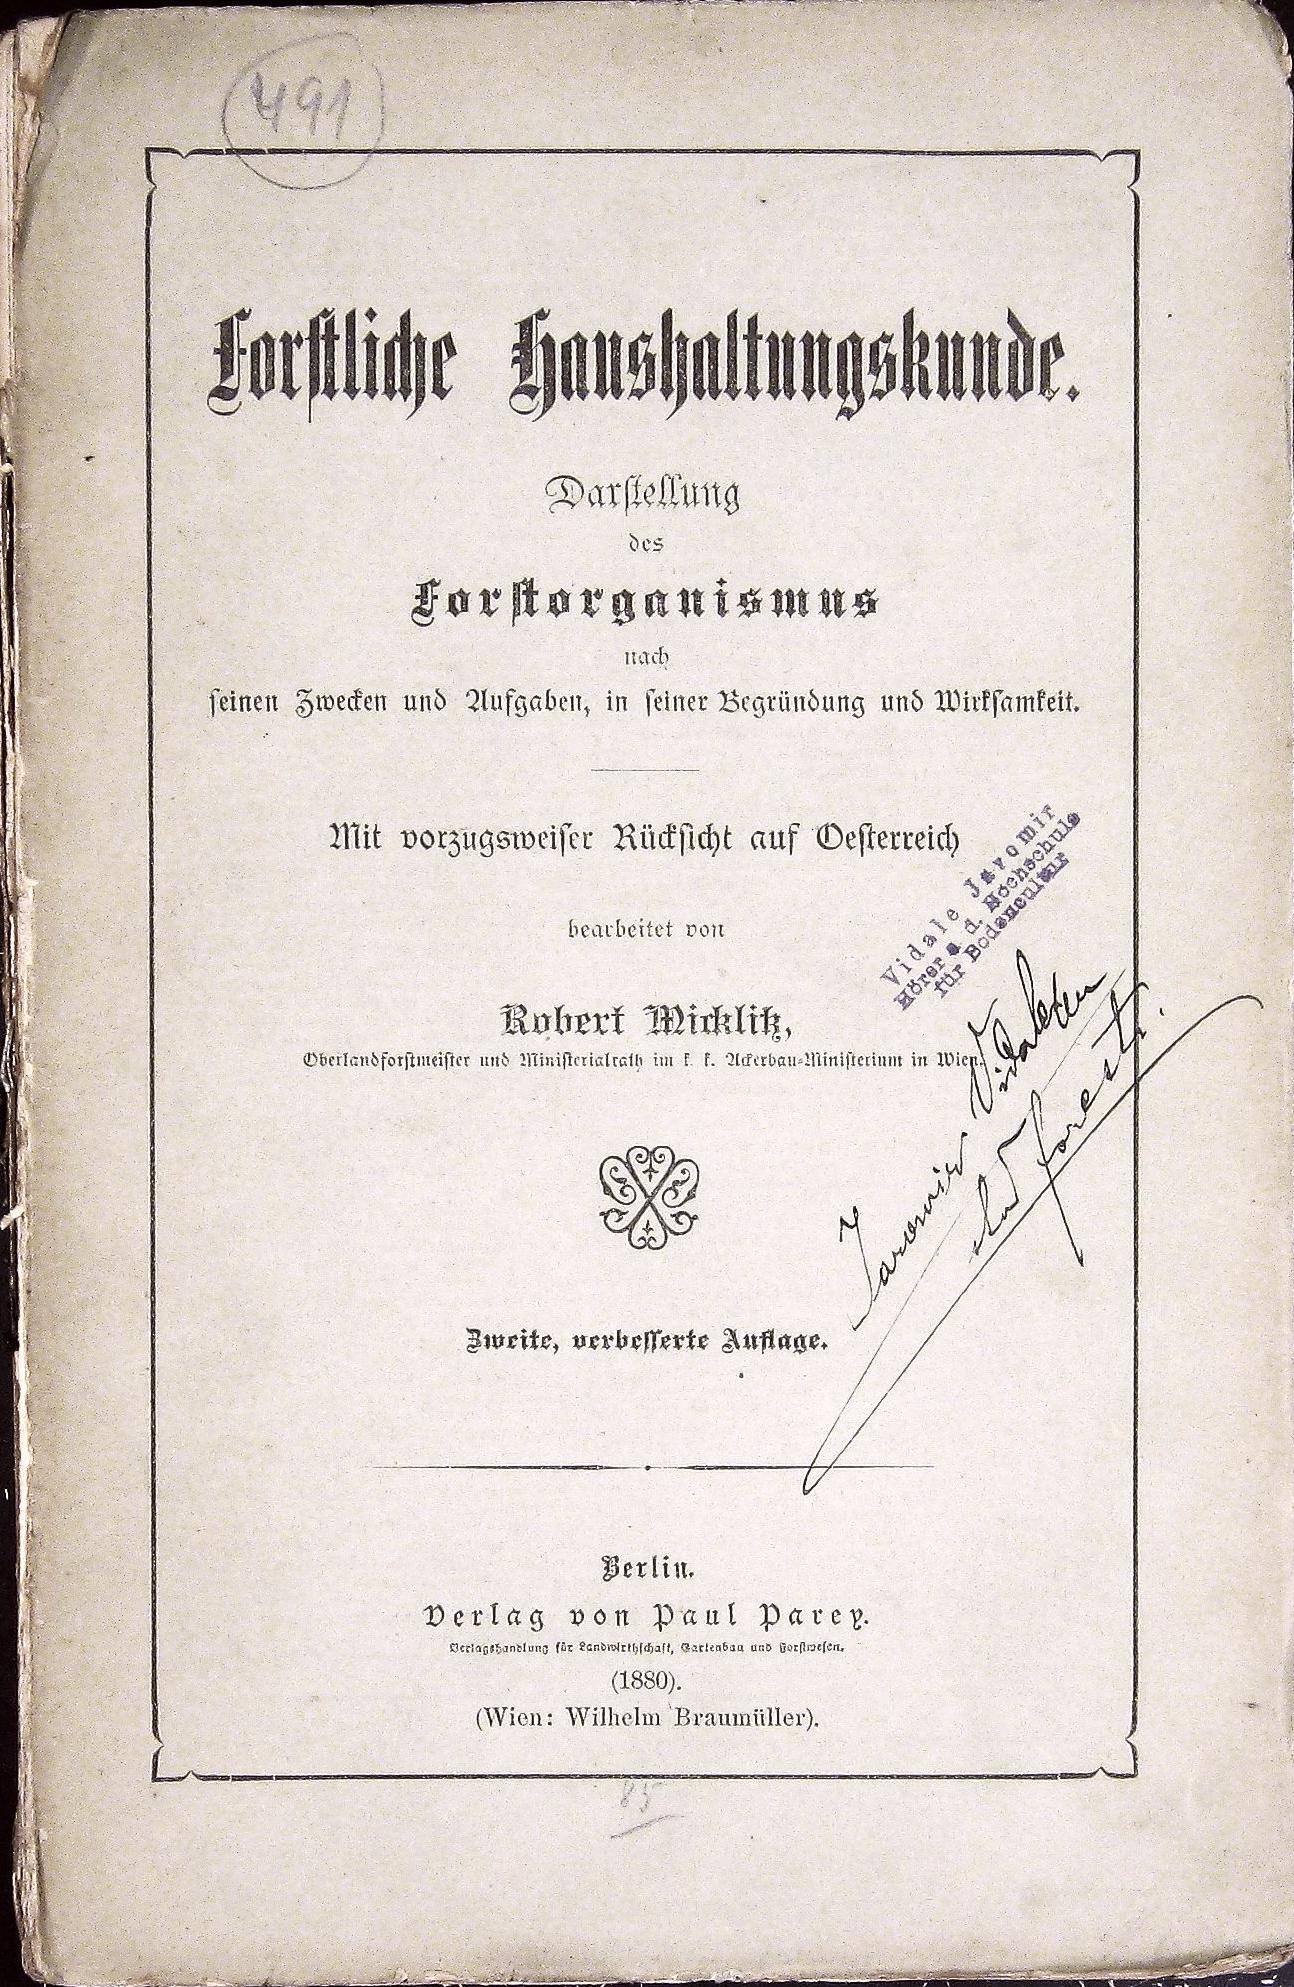 491
Forstliche Haushaltungskunde.
Darstellung
des
Forstorganismus
nach
seinen Zwecken und Aufgaben, in seiner Begründung und Wirksamkeit.
Mit vorzugsweiser Rücksicht auf Oesterreich
bearbeitet von
Robert Micklitz,
Oberlandforstmeister und Ministerialrath im k. k. Ackerbau-Ministerium in Wien.
Vidale Jaromir
Hörer a d. Hochschule
für Bodencultur
Jaromir
forest.
Zweite, verbesserte Auflage.
Berlin.
Verlag von Paul Parey.
Verlagshandlung für Landwirthschaft, Gartenbau und Forstwesen.
(1880).
(Wien: Wilhelm Braumüller).
85